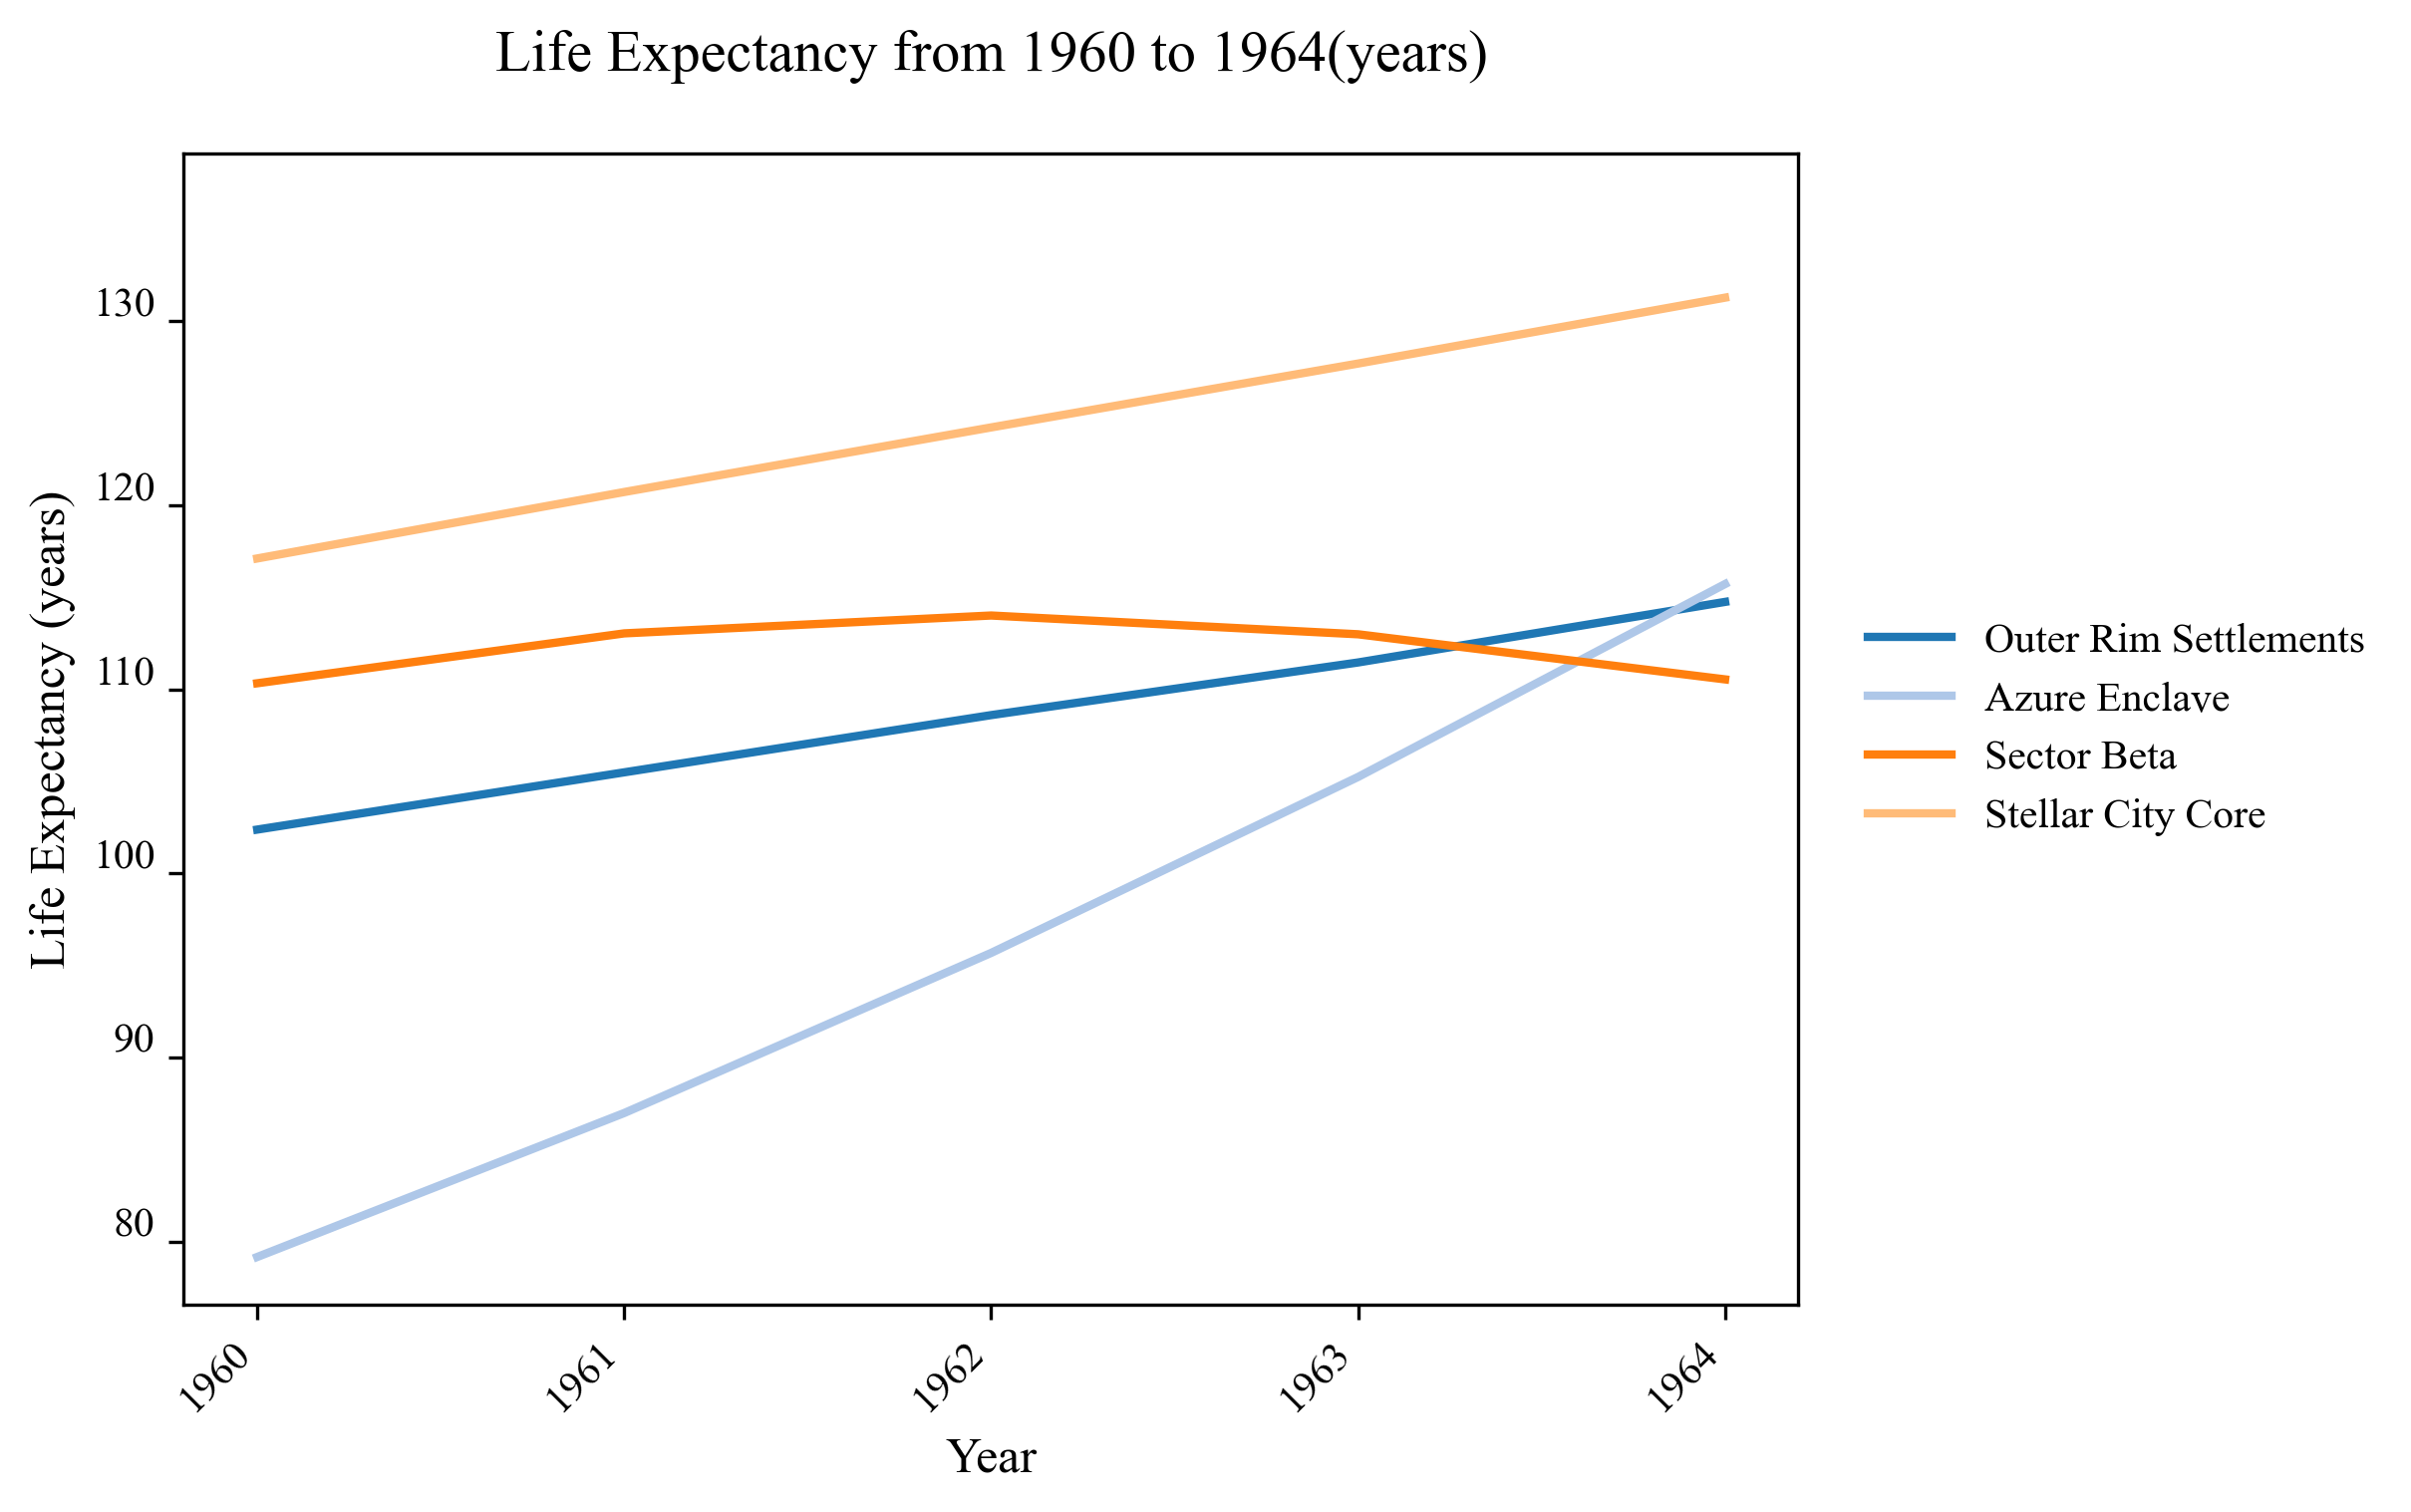 Life Expectancy from 1960 to 1964(years)
Life Expectancy (years)
130
120
110
100
90
80
1960
1961
1962
1963
1964
Year
Outer Rim Settlements
Azure Enclave
Sector Beta
Stellar City Core